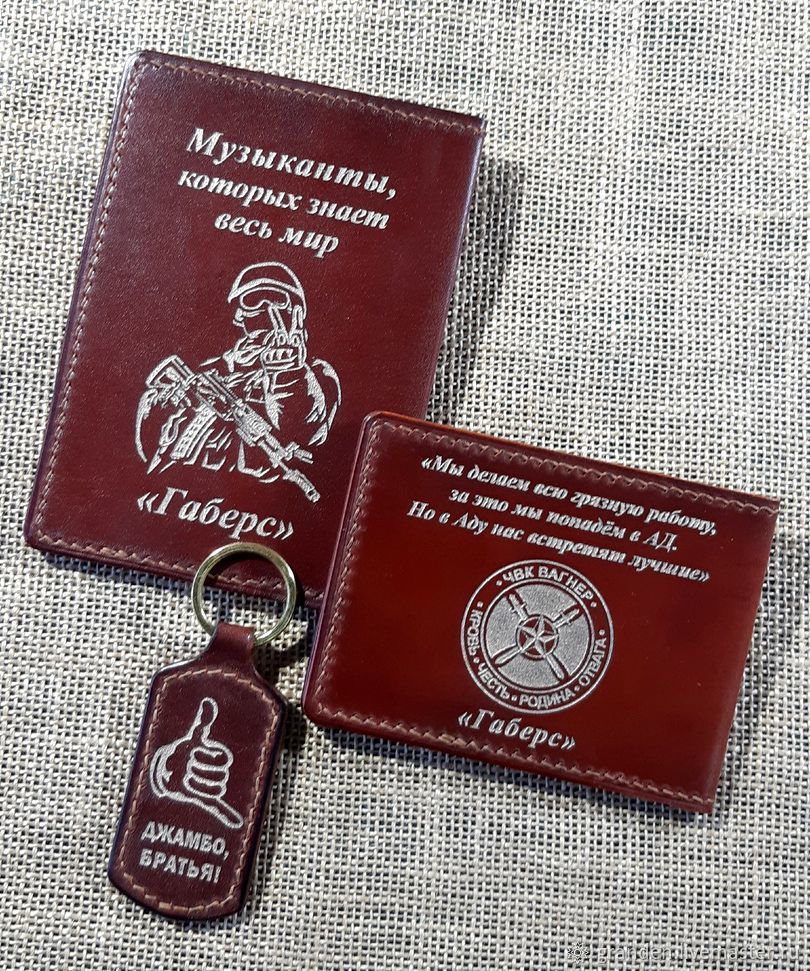 Музыканты,
которых знает
весь мир
«Габерс»
«Мы делаем всю грязную работу,
за это мы попадём в АД.
Но в Аду нас встретят лучшие»
• ЧВК ВАГНЕР •
КРОВЬ • ЧЕСТЬ • РОДИНА • ОТВАГА
«Габерс»
ДЖАМБО,
БРАТЬЯ!